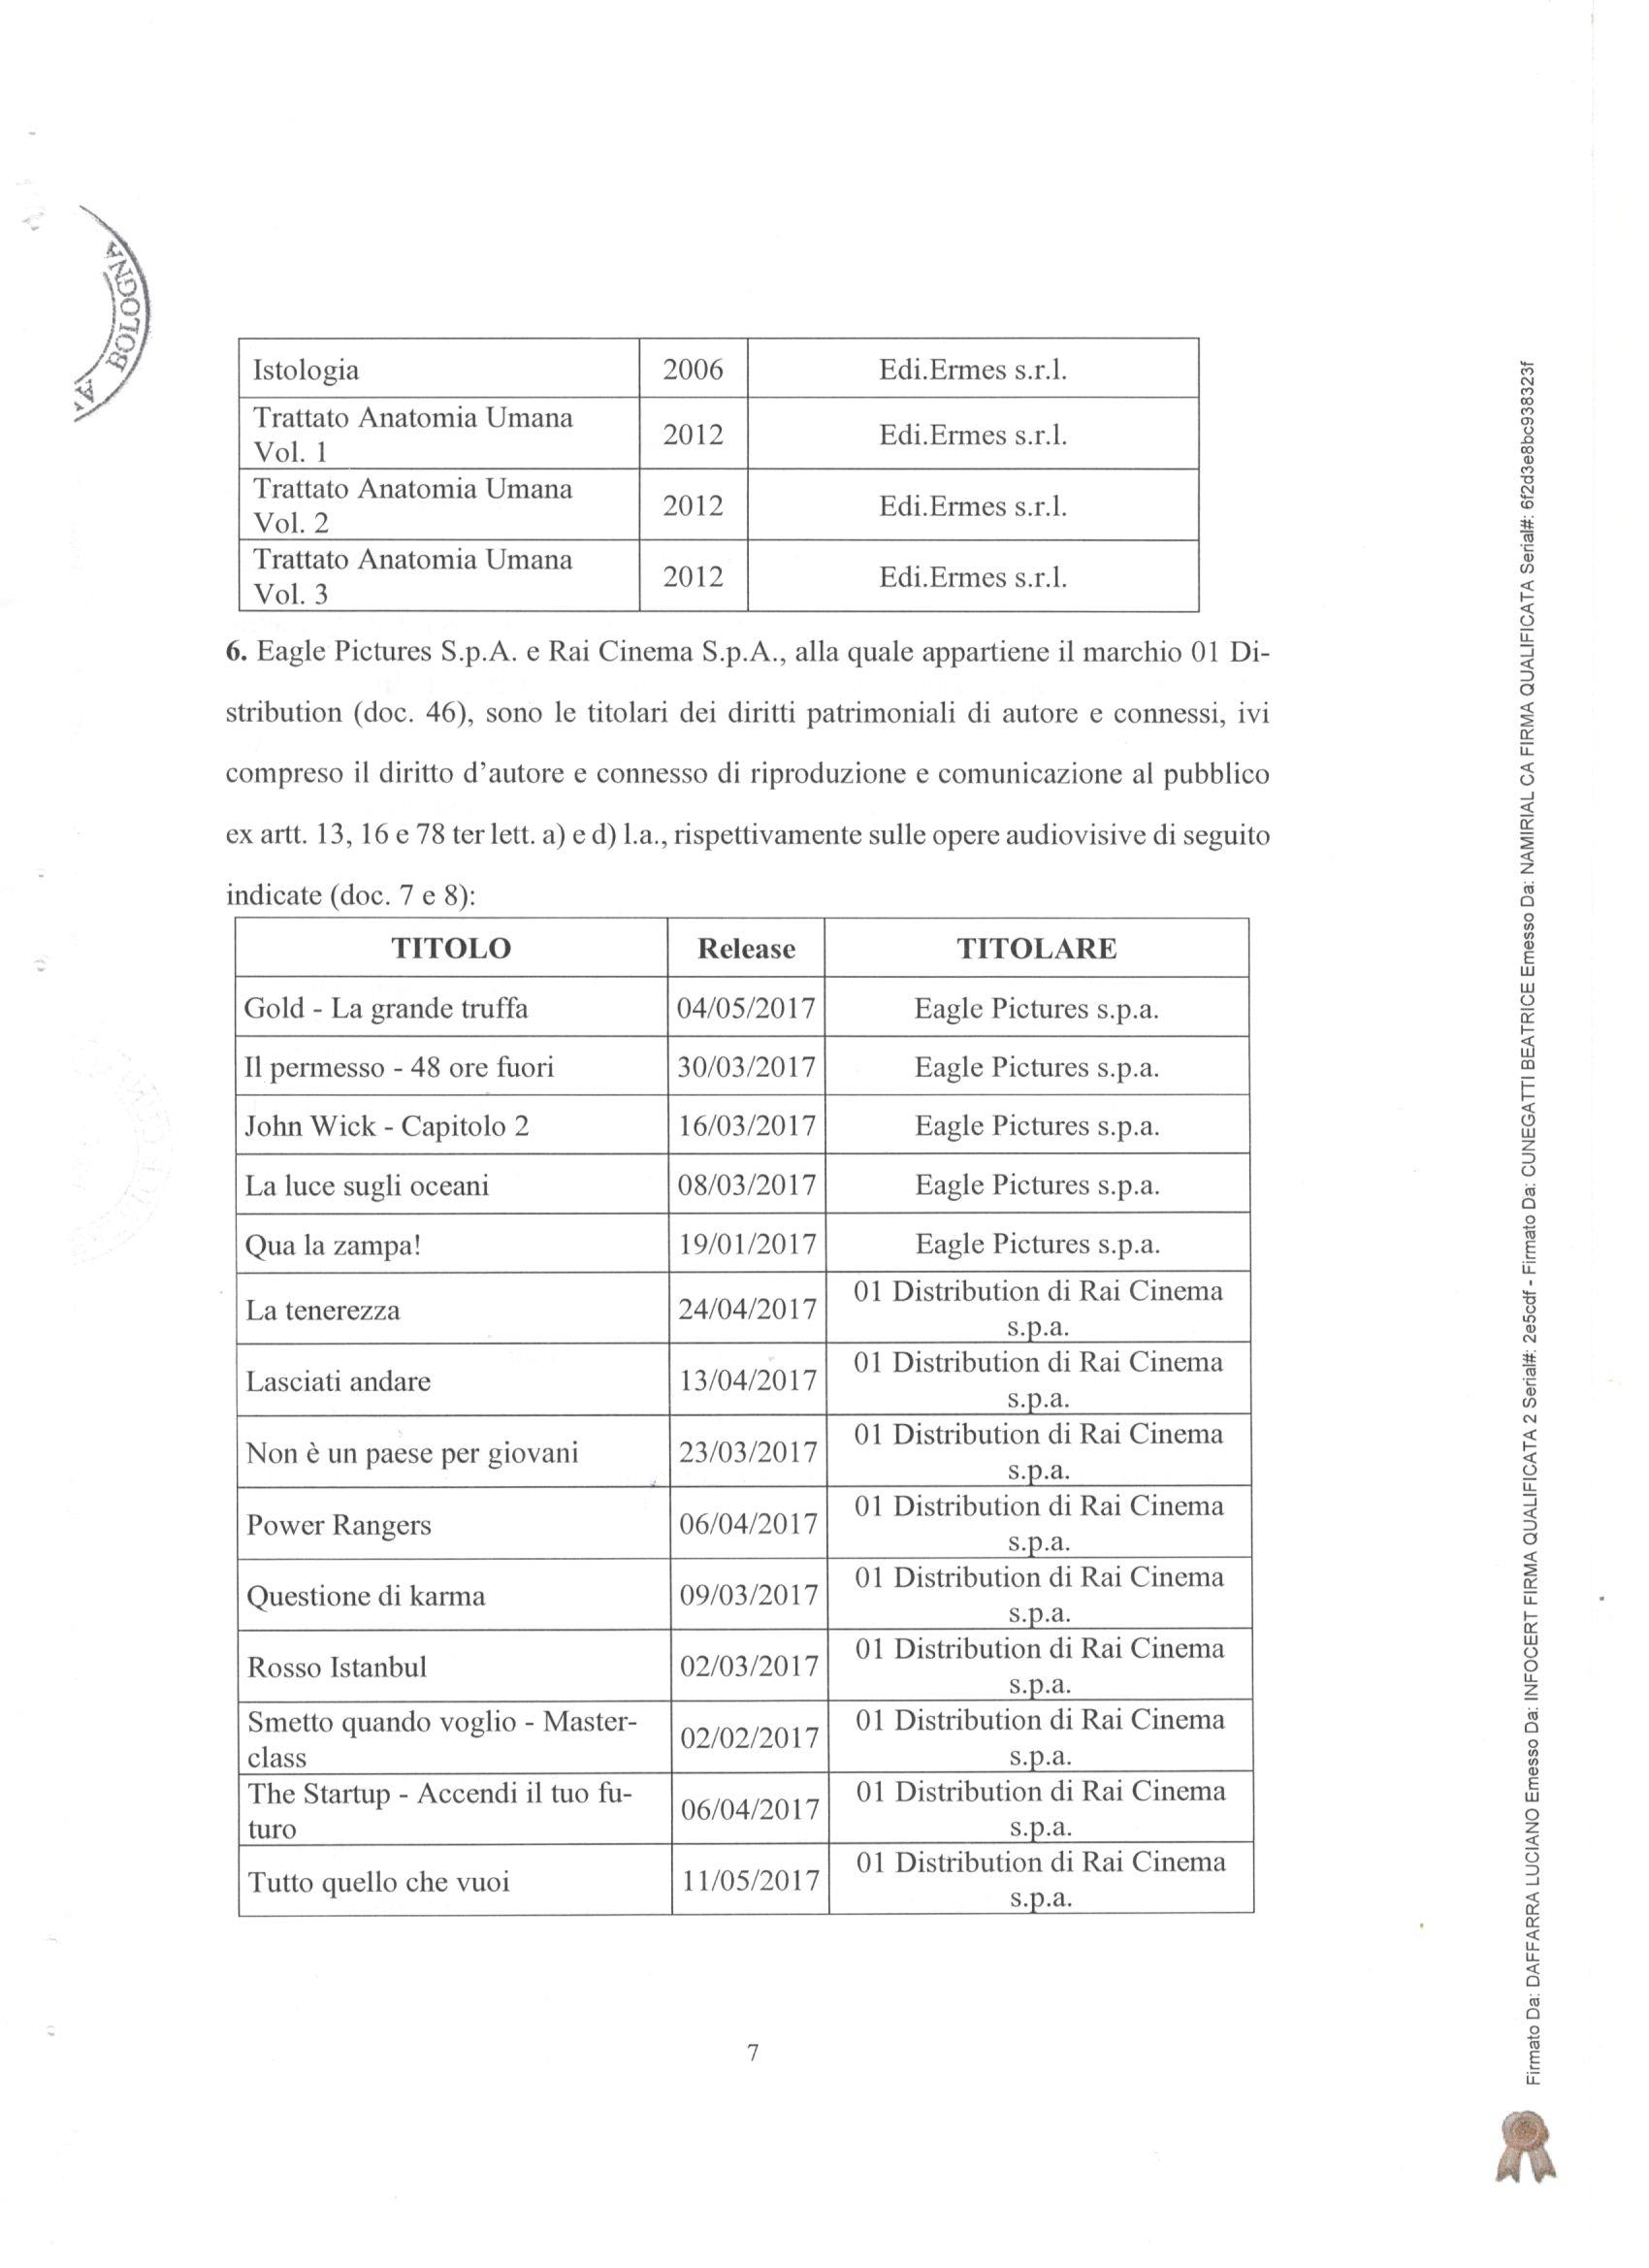 BOLOGNA
Istologia 2006 Edi.Ermes s.r.l.
Trattato Anatomia Umana
Vol. 1 2012 Edi.Ermes s.r.l.
Trattato Anatomia Umana
Vol. 2 2012 Edi.Ermes s.r.l.
Trattato Anatomia Umana
Vol. 3 2012 Edi.Ermes s.r.l.
6. Eagle Pictures S.p.A. e Rai Cinema S.p.A., alla quale appartiene il marchio 01 Di-
stribution (doc. 46), sono le titolari dei diritti patrimoniali di autore e connessi, ivi
compreso il diritto d’autore e connesso di riproduzione e comunicazione al pubblico
ex artt. 13, 16 e 78 ter lett. a) e d) l.a., rispettivamente sulle opere audiovisive di seguito
indicate (doc. 7 e 8):
TITOLO Release TITOLARE
Gold - La grande truffa 04/05/2017 Eagle Pictures s.p.a.
Il permesso - 48 ore fuori 30/03/2017 Eagle Pictures s.p.a.
John Wick - Capitolo 2 16/03/2017 Eagle Pictures s.p.a.
La luce sugli oceani 08/03/2017 Eagle Pictures s.p.a.
Qua la zampa! 19/01/2017 Eagle Pictures s.p.a.
La tenerezza 24/04/2017 01 Distribution di Rai Cinema
s.p.a.
Lasciati andare 13/04/2017 01 Distribution di Rai Cinema
s.p.a.
Non è un paese per giovani 23/03/2017 01 Distribution di Rai Cinema
s.p.a.
Power Rangers 06/04/2017 01 Distribution di Rai Cinema
s.p.a.
Questione di karma 09/03/2017 01 Distribution di Rai Cinema
s.p.a.
Rosso Istanbul 02/03/2017 01 Distribution di Rai Cinema
s.p.a.
Smetto quando voglio - Master- 02/02/2017 01 Distribution di Rai Cinema
class s.p.a.
The Startup - Accendi il tuo fu- 06/04/2017 01 Distribution di Rai Cinema
turo s.p.a.
Tutto quello che vuoi 11/05/2017 01 Distribution di Rai Cinema
s.p.a.
7
Firmato Da: DAFFARRA LUCIANO Emesso Da: INFOCERT FIRMA QUALIFICATA 2 Serial#: 2e5cdf - Firmato Da: CUNEGATTI BEATRICE Emesso Da: NAMIRIAL CA FIRMA QUALIFICATA Serial#: 6f2d3e8bc938323f